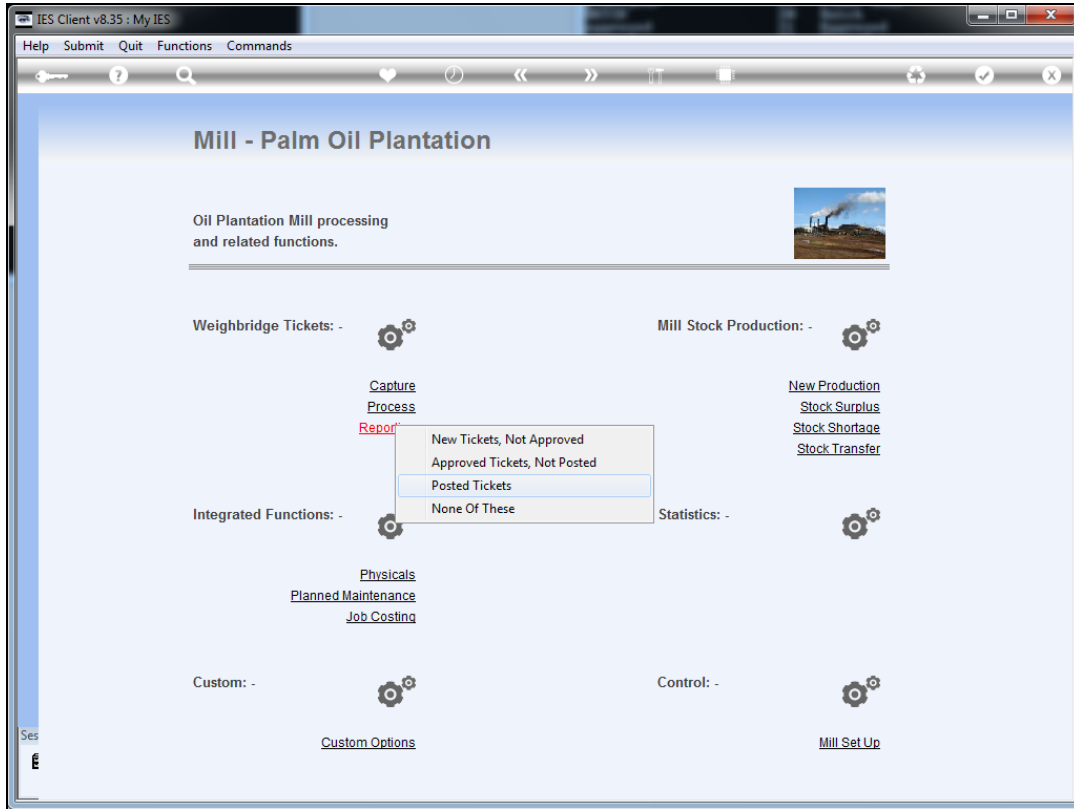 IES Client v8.35 : My IES
Help Submit Quit Functions Commands
Mill - Palm Oil Plantation
Oil Plantation Mill processing
and related functions.
Weighbridge Tickets: -
Mill Stock Production: -
Capture
Process
New Production
Stock Surplus
Stock Shortage
Stock Transfer
New Tickets, Not Approved
Approved Tickets, Not Posted
Posted Tickets
None Of These
Integrated Functions: -
Statistics: -
Physicals
Planned Maintenance
Job Costing
Custom: -
Control: -
Custom Options
Mill Set Up
Ses